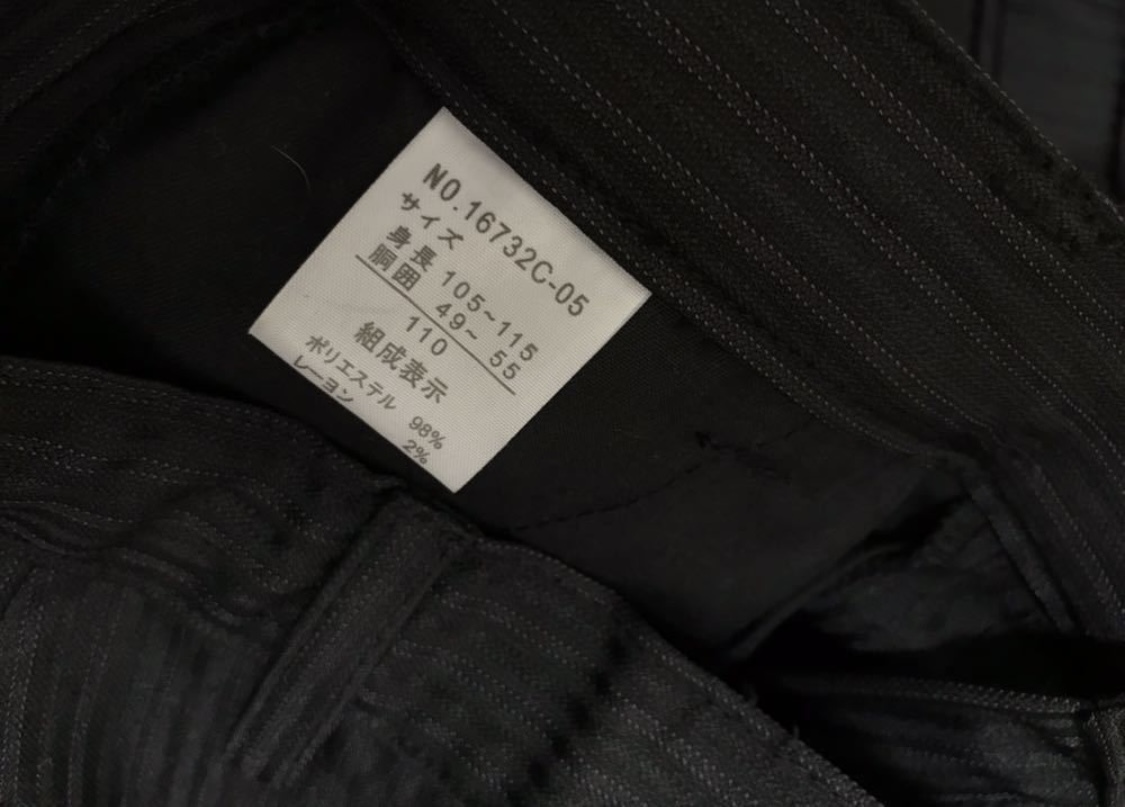 NO.16732C-05
サイズ
身長 105~115
胴囲 49~ 55
110
組成表示
ポリエステル 98%
レーヨン 2%